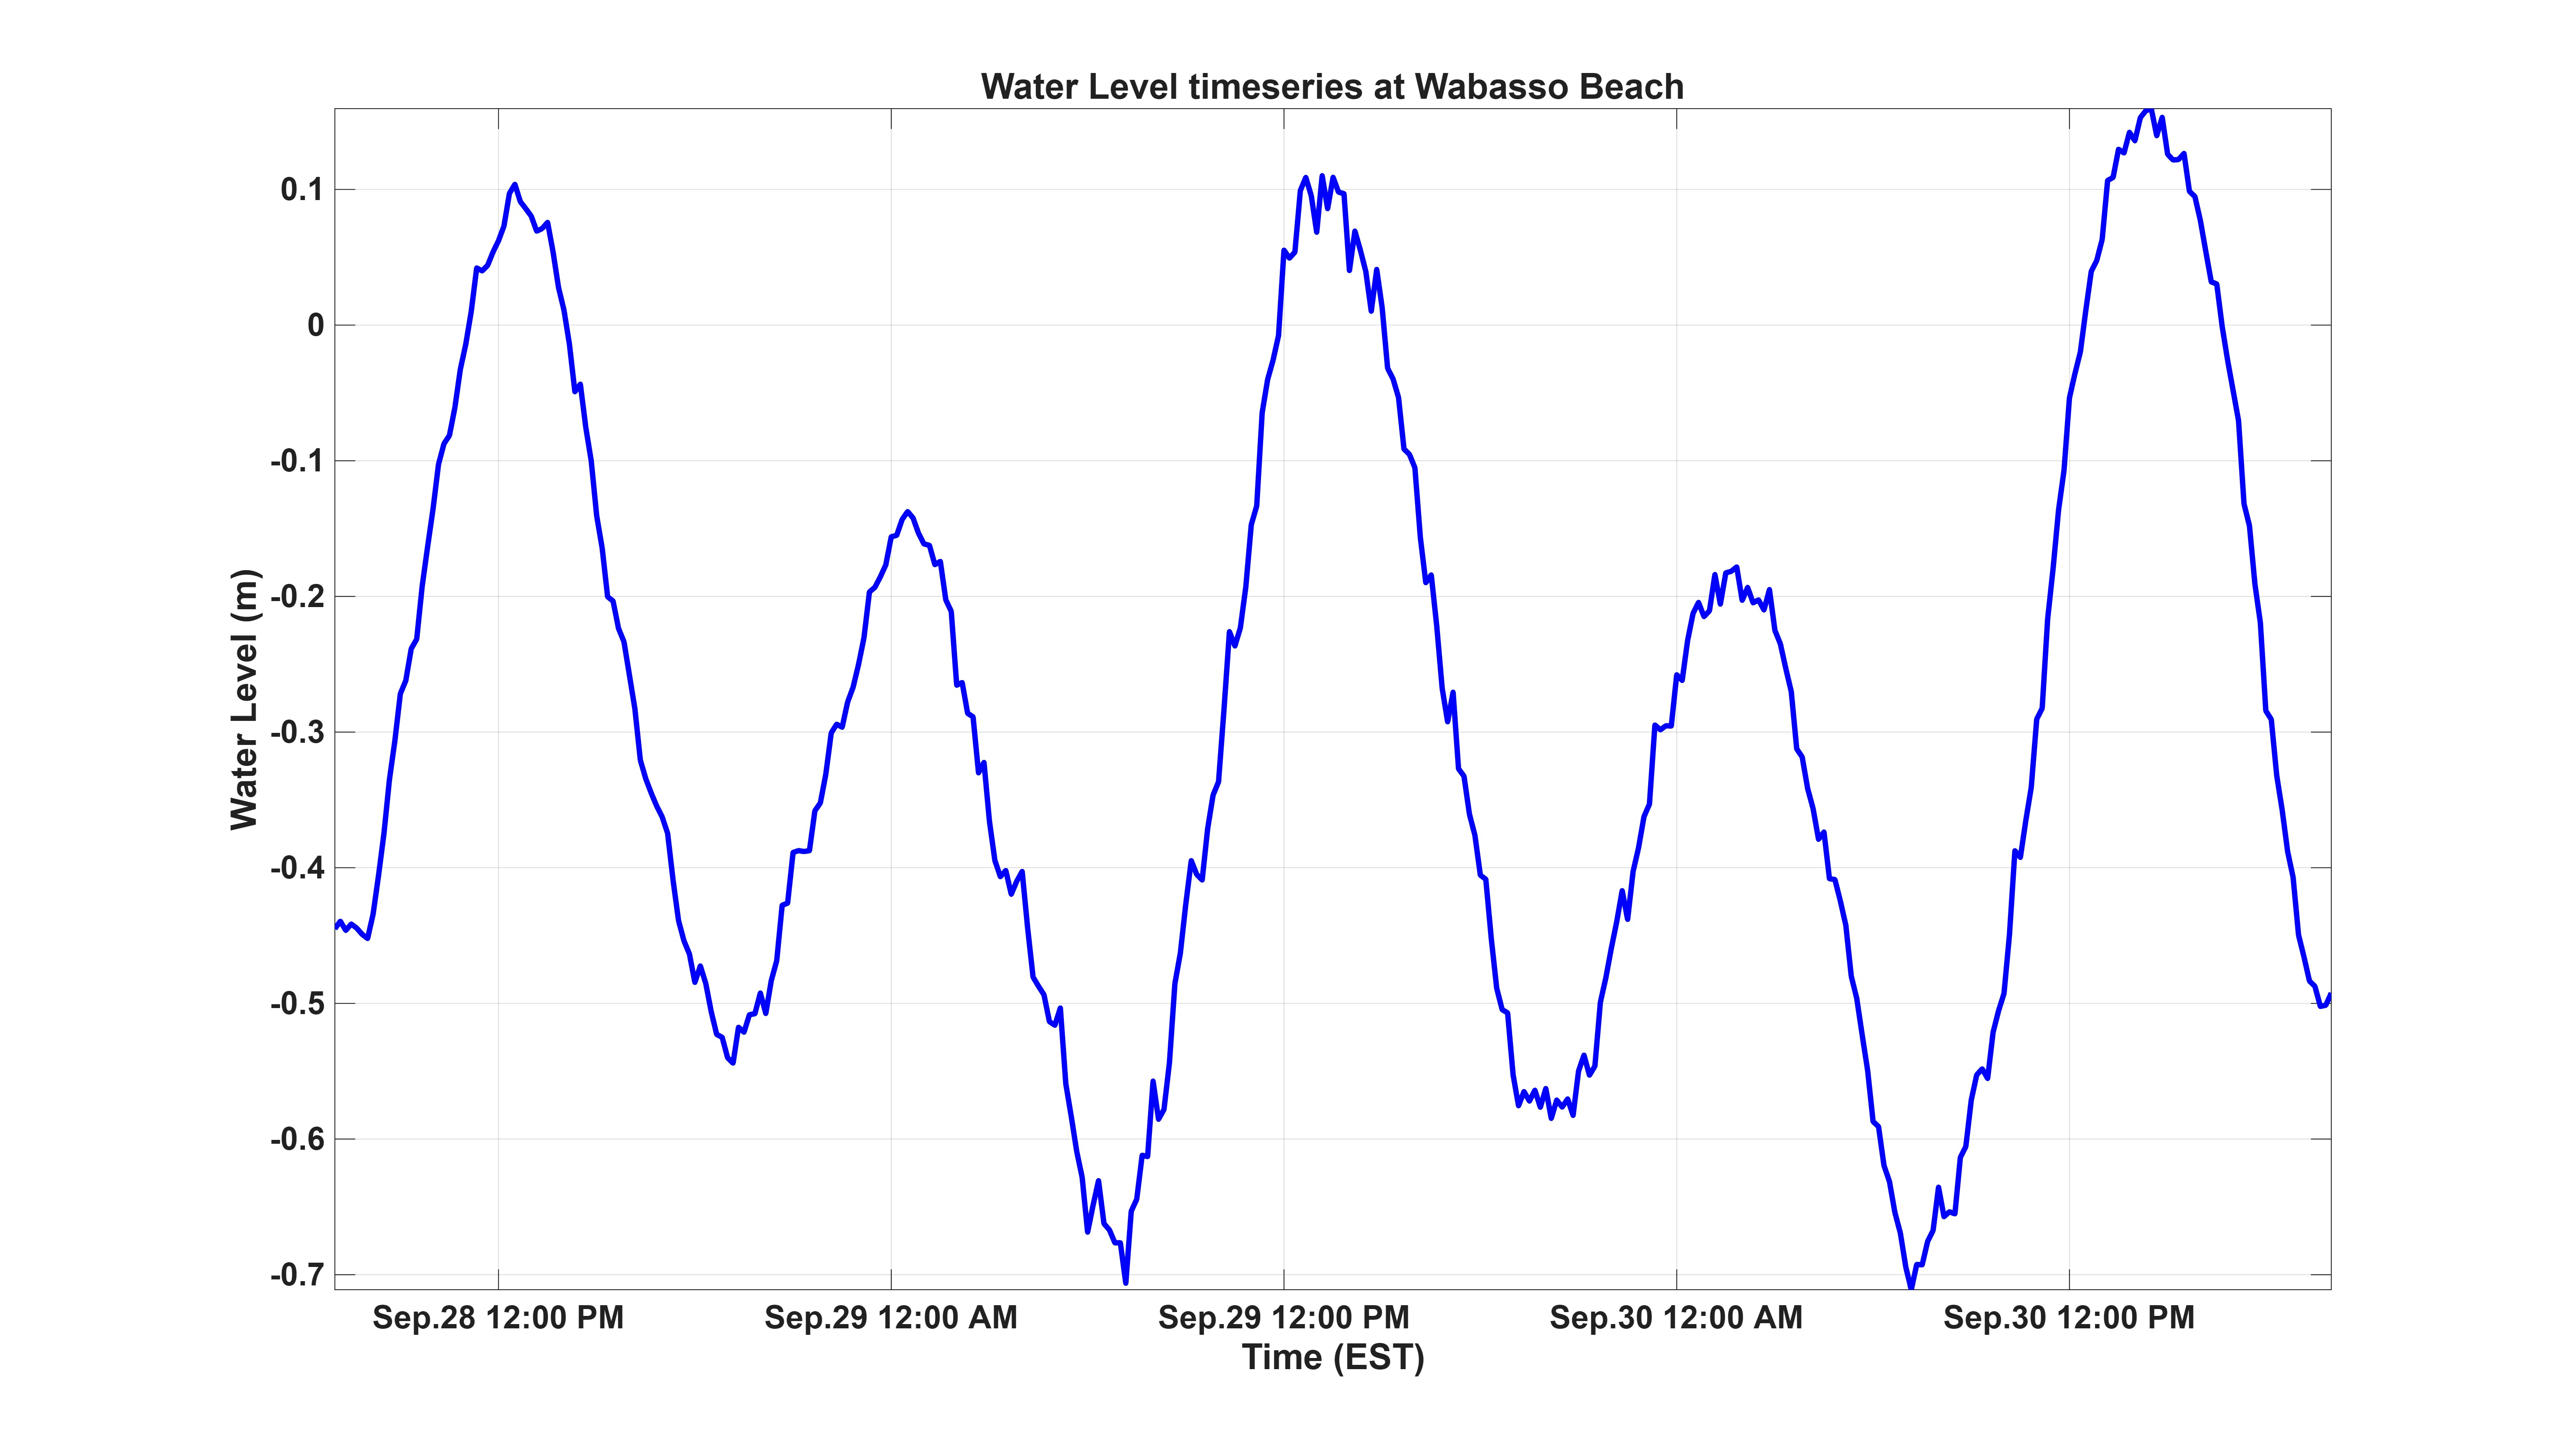 Water Level timeseries at Wabasso Beach
Water Level (m)
0.1
0
-0.1
-0.2
-0.3
-0.4
-0.5
-0.6
-0.7
Sep.28 12:00 PM
Sep.29 12:00 AM
Sep.29 12:00 PM
Sep.30 12:00 AM
Sep.30 12:00 PM
Time (EST)